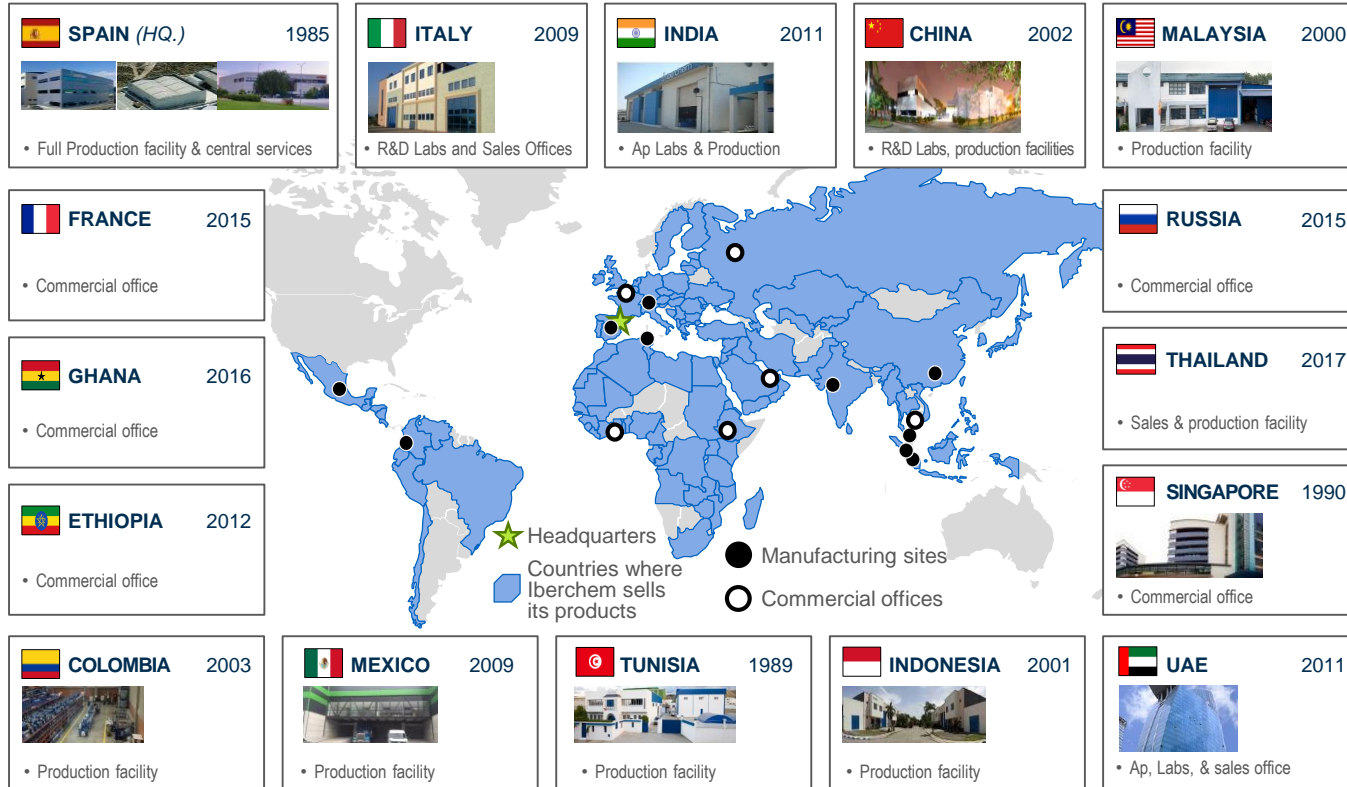 SPAIN (HQ.) 1985
• Full Production facility & central services
ITALY 2009
• R&D Labs and Sales Offices
INDIA 2011
• Ap Labs & Production
CHINA 2002
• R&D Labs, production facilities
MALAYSIA 2000
• Production facility
FRANCE 2015
• Commercial office
RUSSIA 2015
• Commercial office
GHANA 2016
• Commercial office
THAILAND 2017
• Sales & production facility
ETHIOPIA 2012
• Commercial office
SINGAPORE 1990
• Commercial office
Headquarters
Countries where
Iberchem sells
its products
Manufacturing sites
Commercial offices
COLOMBIA 2003
• Production facility
MEXICO 2009
• Production facility
TUNISIA 1989
• Production facility
INDONESIA 2001
• Production facility
UAE 2011
• Ap, Labs, & sales office